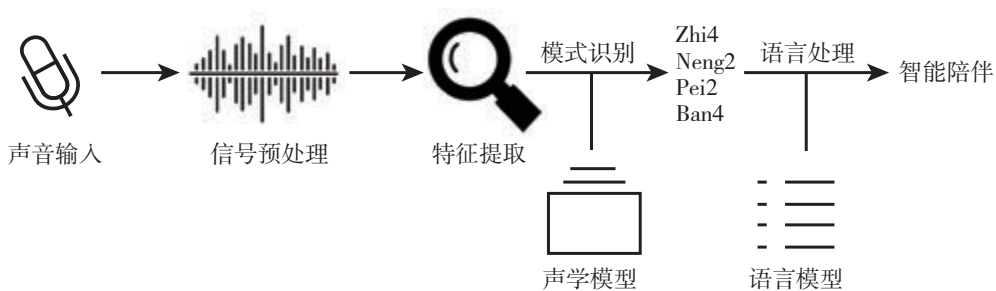 声音输入
信号预处理
特征提取
模式识别
Zhi4
Neng2
Pei2
Ban4
语言处理
智能陪伴
声学模型
语言模型